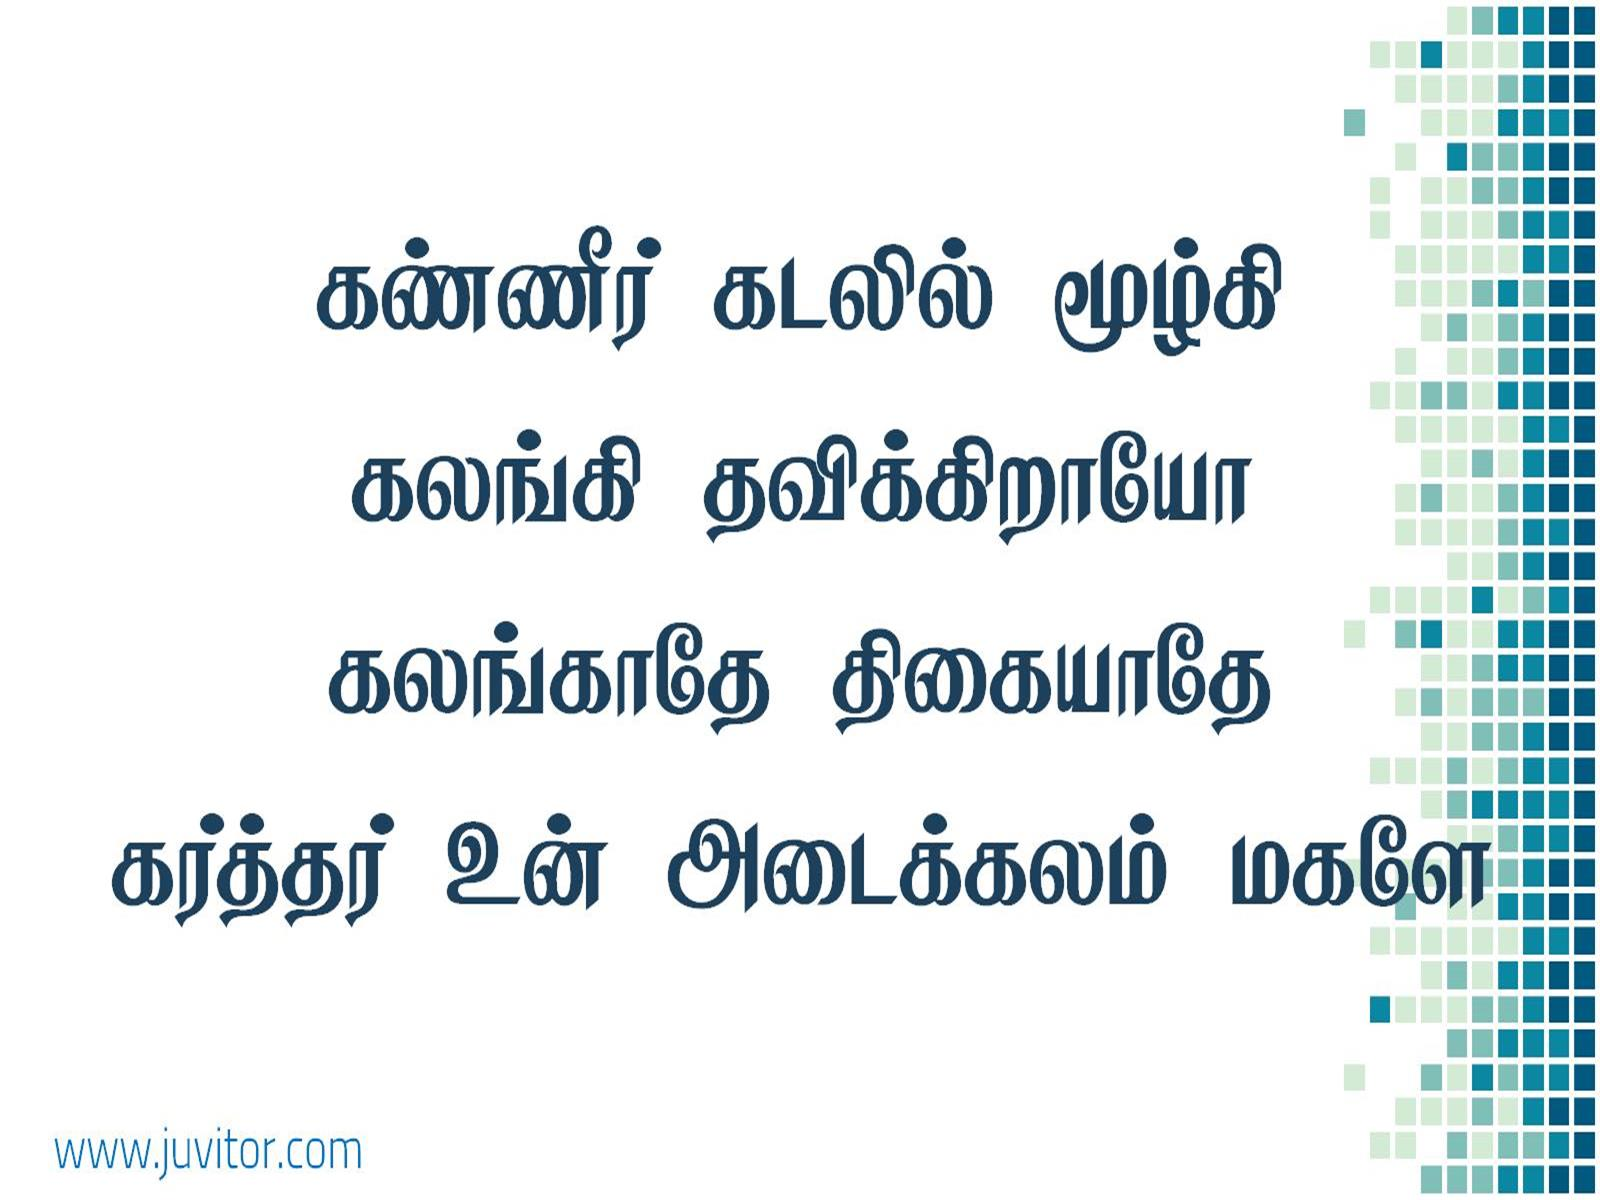 கண்ணீர் கடலில் மூழ்கி
கலங்கி தவிக்கிறாயோ
கலங்காதே திகையாதே
கர்த்தர் உன் அடைக்கலம் மகளே
www.juvitor.com